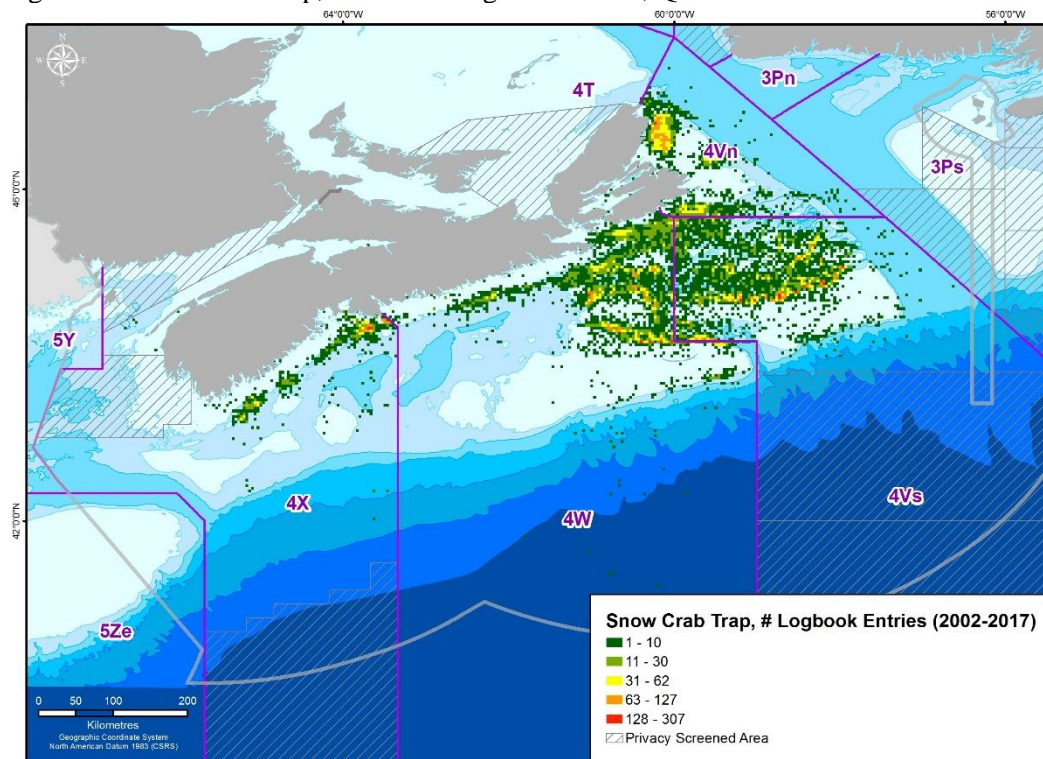 64°0'0"W 60°0'0"W 56°0'0"W
N
W E
S
4T
3Pn
4Vn
3Ps
46°0'0"N
5Y
42°0'0"N
4X
4W
4Vs
5Ze
Snow Crab Trap, # Logbook Entries (2002-2017)
1 - 10
11 - 30
31 - 62
63 - 127
128 - 307
Privacy Screened Area
0 50 100 200
Kilometres
Geographic Coordinate System
North American Datum 1983 (CSRS)